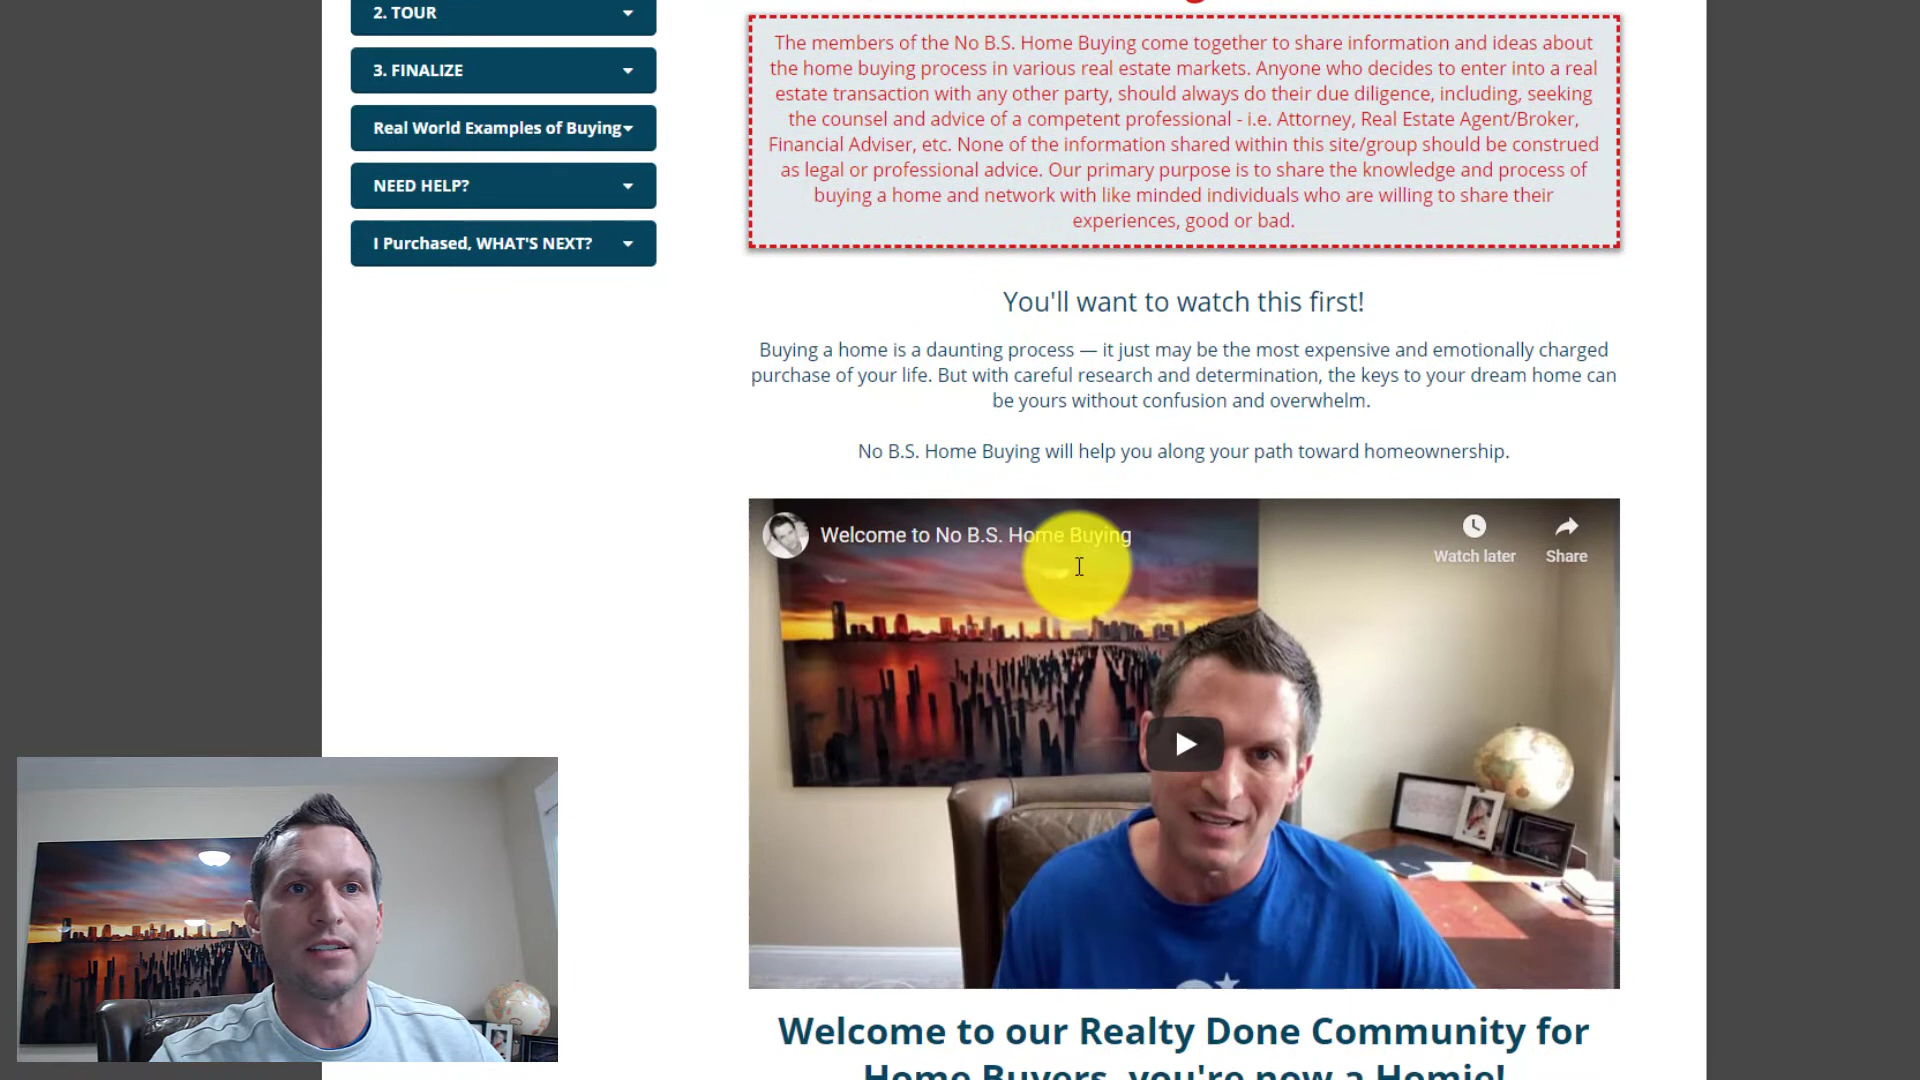 2. TOUR
3. FINALIZE
Real World Examples of Buying
NEED HELP?
I Purchased, WHAT'S NEXT?
The members of the No B.S. Home Buying come together to share information and ideas about
the home buying process in various real estate markets. Anyone who decides to enter into a real
estate transaction with any other party, should always do their due diligence, including, seeking
the counsel and advice of a competent professional - i.e. Attorney, Real Estate Agent/Broker,
Financial Adviser, etc. None of the information shared within this site/group should be construed
as legal or professional advice. Our primary purpose is to share the knowledge and process of
buying a home and network with like minded individuals who are willing to share their
experiences, good or bad.
You'll want to watch this first!
Buying a home is a daunting process — it just may be the most expensive and emotionally charged
purchase of your life. But with careful research and determination, the keys to your dream home can
be yours without confusion and overwhelm.
No B.S. Home Buying will help you along your path toward homeownership.
Welcome to No B.S. Home Buying
Watch later
Share
Welcome to our Realty Done Community for
Home Buyers, you're now a Homie!